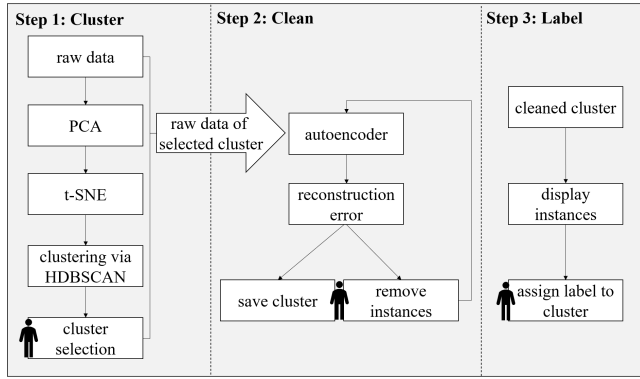 Step 1: Cluster
raw data
PCA
t-SNE
clustering via
HDBSCAN
cluster
selection
raw data of
selected cluster
Step 2: Clean
autoencoder
reconstruction
error
save cluster
remove
instances
Step 3: Label
cleaned cluster
display
instances
assign label to
cluster